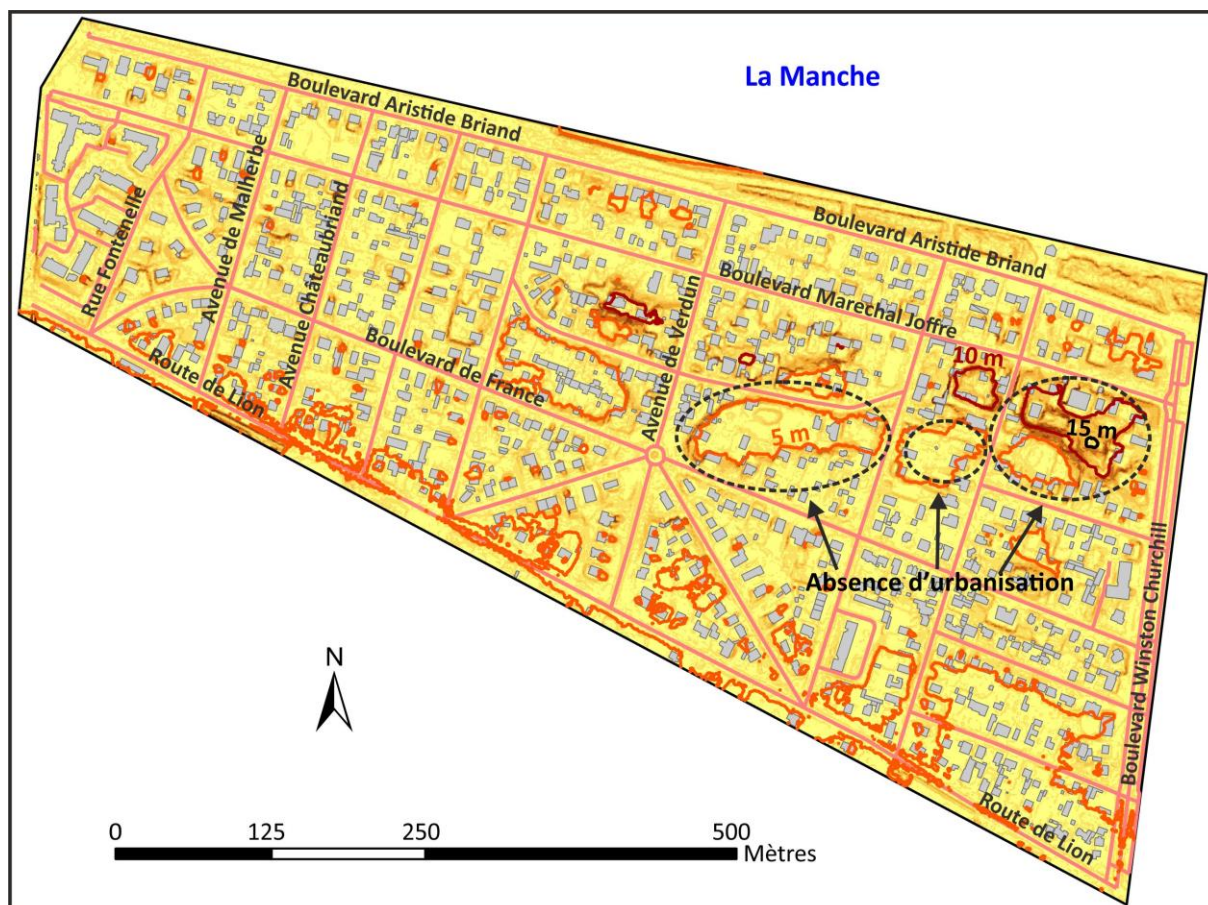 La Manche
Boulevard Aristide Briand
Boulevard Aristide Briand
Boulevard Marechal Joffre
Rue Fontenelle
Avenue de Malherbe
Avenue Châteaubriand
Avenue de Verdun
Boulevard de France
Route de Lion
10 m
15 m
5 m
Absence d'urbanisation
Boulevard Winston Churchill
Route de Lion
N
0 125 250 500
Mètres